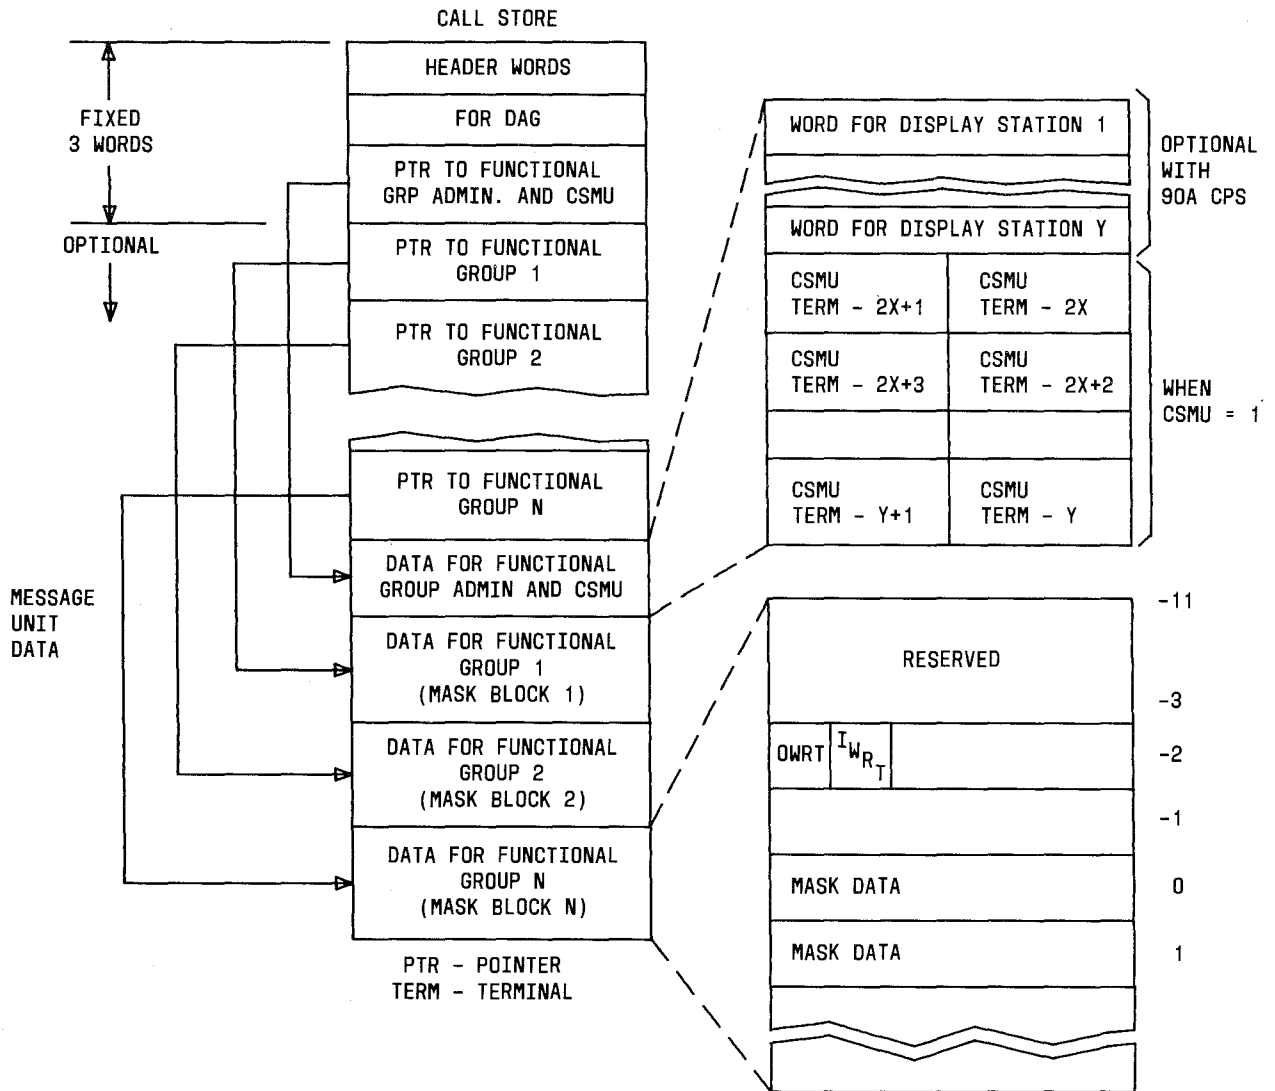 CALL STORE
HEADER WORDS
FOR DAG
PTR TO FUNCTIONAL
GRP ADMIN. AND CSMU
PTR TO FUNCTIONAL
GROUP 1
PTR TO FUNCTIONAL
GROUP 2
PTR TO FUNCTIONAL
GROUP N
DATA FOR FUNCTIONAL
GROUP ADMIN AND CSMU
DATA FOR FUNCTIONAL
GROUP 1
(MASK BLOCK 1)
DATA FOR FUNCTIONAL
GROUP 2
(MASK BLOCK 2)
DATA FOR FUNCTIONAL
GROUP N
(MASK BLOCK N)
PTR - POINTER
TERM - TERMINAL
FIXED
3 WORDS
OPTIONAL
MESSAGE
UNIT
DATA
WORD FOR DISPLAY STATION 1
WORD FOR DISPLAY STATION Y
OPTIONAL
WITH
90A CPS
CSMU
TERM - 2X+1
CSMU
TERM - 2X
CSMU
TERM - 2X+3
CSMU
TERM - 2X+2
CSMU
TERM - Y+1
CSMU
TERM - Y
WHEN
CSMU = 1
RESERVED
-11
-3
OWRT
IWRT
-2
-1
MASK DATA
0
MASK DATA
1